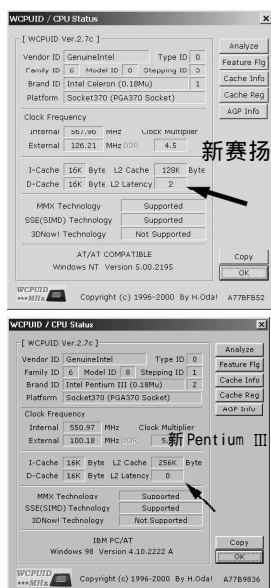 WCPUID / CPU Status
[ WCPUID Ver.2.7c ]
Vendor ID GenuineIntel Type ID 0
Family ID 6 Model ID Stepping ID
Brand ID Intel Celeron (0.18Mu) 1
Platform Socket370 (PGA370 Socket)
Analyze
Feature Flg
Cache Info
Cache Reg
AGP Info
Clock Frequency
Internal 567.96 MHz Clock Multiplier
External 126.21 MHz DDR 4.5
新赛扬
I-Cache 16K Byte L2 Cache 128K Byte
D-Cache 16K Byte L2 Latency 2
MMX Technology Supported
SSE(SIMD) Technology Supported
3DNow! Technology Not Supported
AT/AT COMPATIBLE
Windows NT Version 5.00.2195
Copy
OK
WCPUID
***MHz Copyright (c) 1996-2000 By H.Oda! A77BFB52
WCPUID / CPU Status
[ WCPUID Ver.2.7c ]
Vendor ID GenuineIntel Type ID 0
Family ID 6 Model ID 8 Stepping ID 1
Brand ID Intel Pentium III (0.18Mu) 2
Platform Socket370 (PGA370 Socket)
Analyze
Feature Flg
Cache Info
Cache Reg
AGP Info
Clock Frequency
Internal 550.97 MHz Clock Multiplier
External 100.18 MHz DDR
新 Pentium III
I-Cache 16K Byte L2 Cache 256K Byte
D-Cache 16K Byte L2 Latency 0
MMX Technology Supported
SSE(SIMD) Technology Supported
3DNow! Technology Not Supported
IBM PC/AT
Windows 98 Version 4.10.2222 A
Copy
OK
WCPUID
***MHz Copyright (c) 1996-2000 By H.Oda! A77B9836